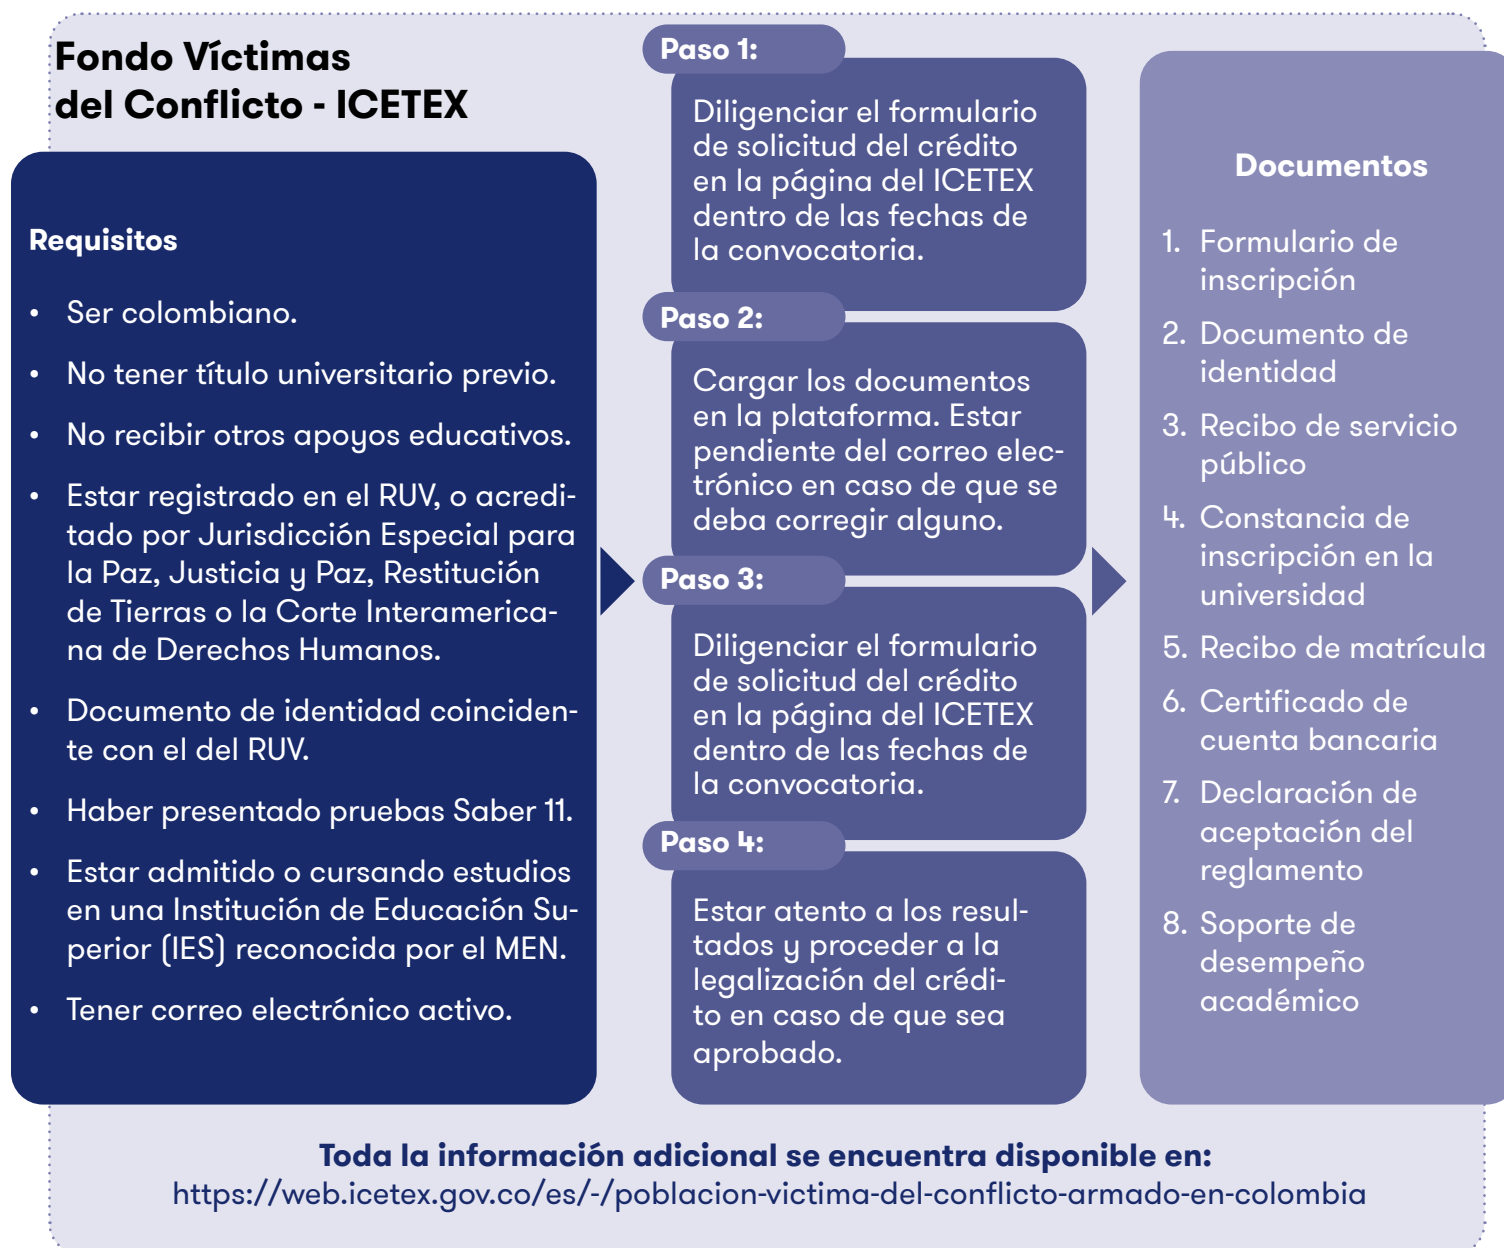 Fondo Víctimas
del Conflicto - ICETEX
Requisitos
• Ser colombiano.
• No tener título universitario previo.
• No recibir otros apoyos educativos.
• Estar registrado en el RUV, o acredi-
tado por Jurisdicción Especial para
la Paz, Justicia y Paz, Restitución
de Tierras o la Corte Interamerica-
na de Derechos Humanos.
• Documento de identidad coinciden-
te con el del RUV.
• Haber presentado pruebas Saber 11.
• Estar admitido o cursando estudios
en una Institución de Educación Su-
perior (IES) reconocida por el MEN.
• Tener correo electrónico activo.
Paso 1:
Diligenciar el formulario
de solicitud del crédito
en la página del ICETEX
dentro de las fechas de
la convocatoria.
Paso 2:
Cargar los documentos
en la plataforma. Estar
pendiente del correo elec-
trónico en caso de que se
deba corregir alguno.
Paso 3:
Diligenciar el formulario
de solicitud del crédito
en la página del ICETEX
dentro de las fechas de
la convocatoria.
Paso 4:
Estar atento a los resul-
tados y proceder a la
legalización del crédi-
to en caso de que sea
aprobado.
Documentos
1. Formulario de
inscripción
2. Documento de
identidad
3. Recibo de servicio
público
4. Constancia de
inscripción en la
universidad
5. Recibo de matrícula
6. Certificado de
cuenta bancaria
7. Declaración de
aceptación del
reglamento
8. Soporte de
desempeño
académico
Toda la información adicional se encuentra disponible en:
https://web.icetex.gov.co/es/-/poblacion-victima-del-conflicto-armado-en-colombia